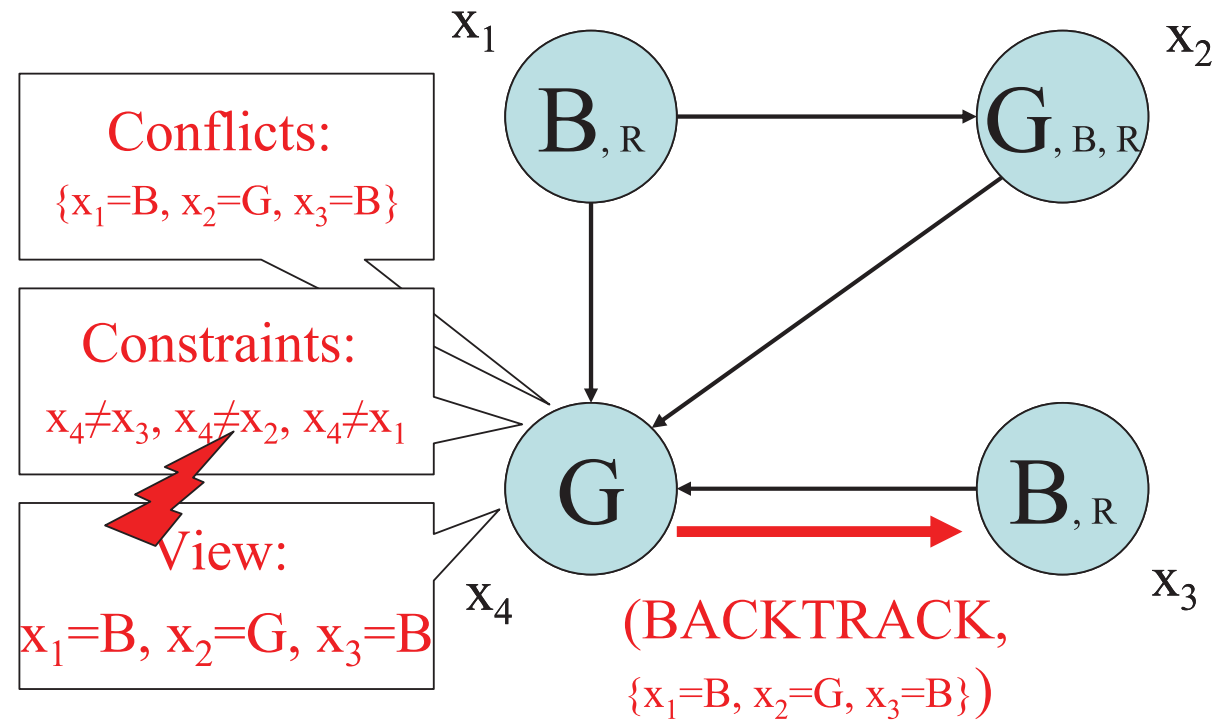 x1
x2
Conflicts:
{x1=B, x2=G, x3=B}
B, R
G, B, R
Constraints:
x4≠x3, x4≠x2, x4≠x1
G
B, R
View:
x1=B, x2=G, x3=B
x4
x3
(BACKTRACK,
{x1=B, x2=G, x3=B})